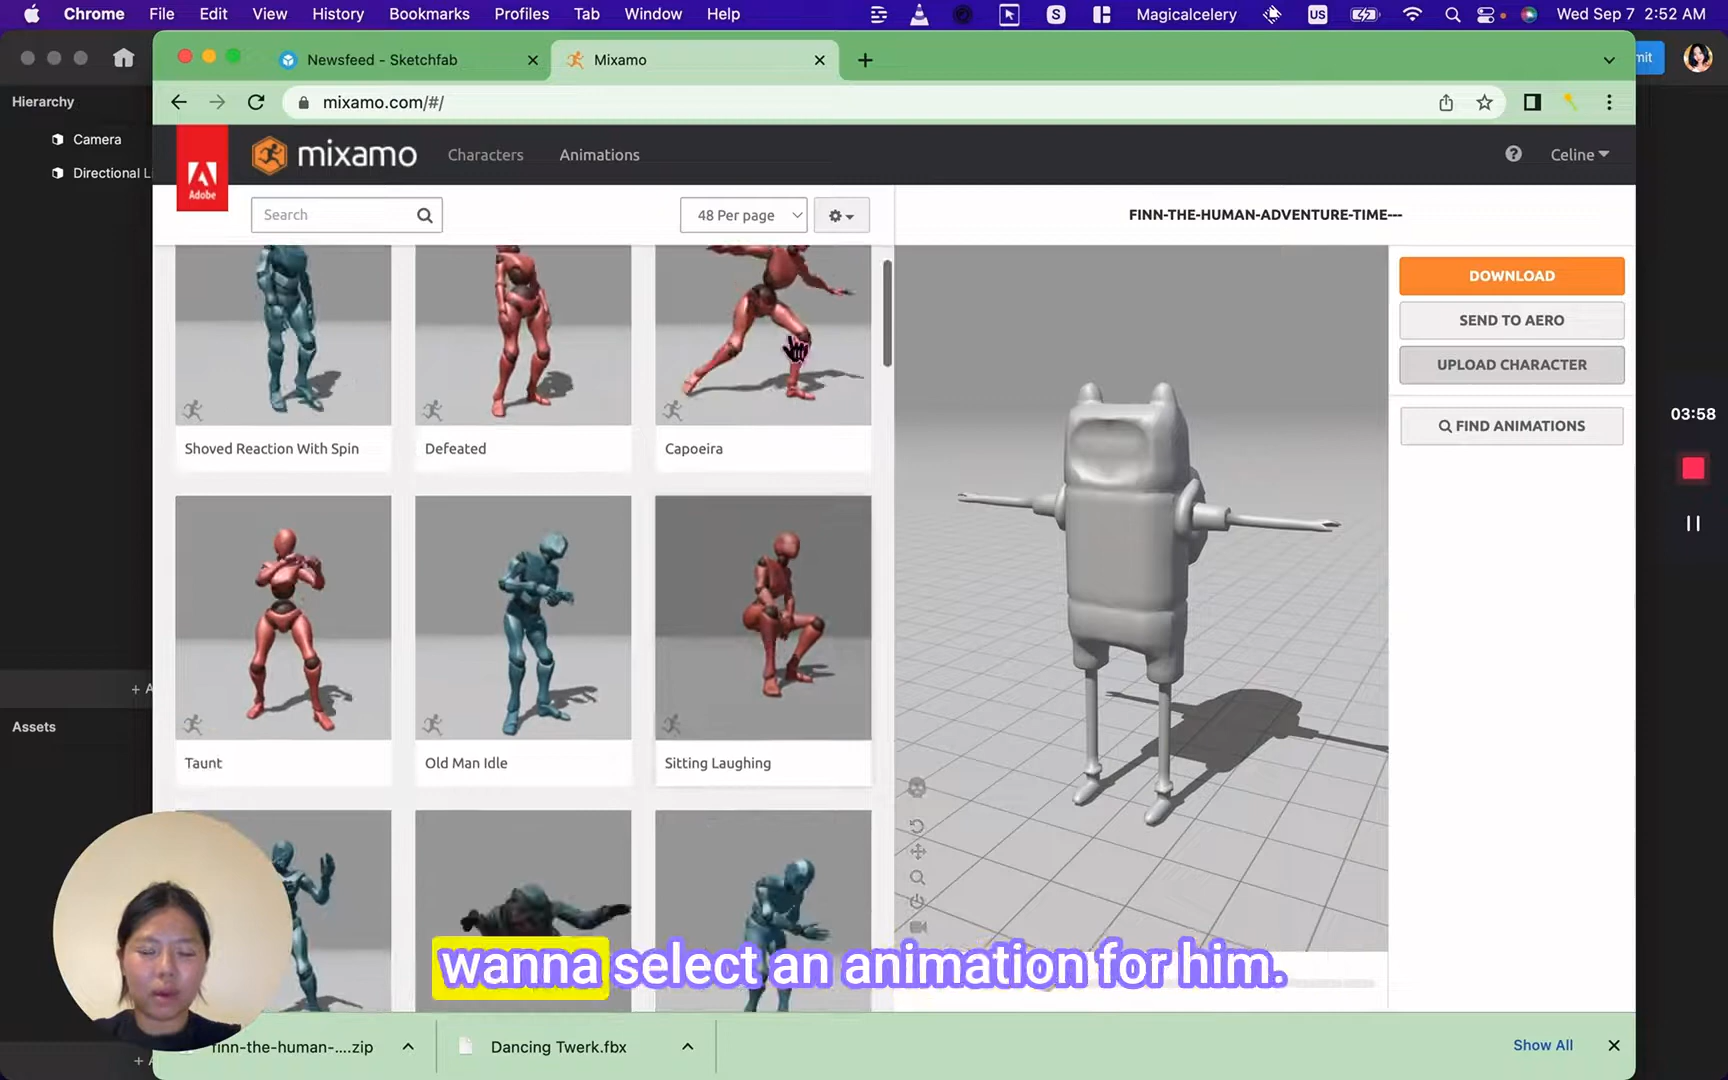 Chrome File Edit View History Bookmarks Profiles Tab Window Help S Magicalcelery US Wed Sep 7 2:52 AM
Newsfeed - Sketchfab
Mixamo
mixamo.com/#/
Hierarchy
Camera
Directional L
Adobe
mixamo
Characters
Animations
Celine
Search
48 Per page
FINN-THE-HUMAN-ADVENTURE-TIME---
DOWNLOAD
SEND TO AERO
UPLOAD CHARACTER
FIND ANIMATIONS
03:58
Shoved Reaction With Spin
Defeated
Capoeira
Taunt
Old Man Idle
Sitting Laughing
+ A
Assets
wanna select an animation for him.
+ A
finn-the-human-....zip
Dancing Twerk.fbx
Show All